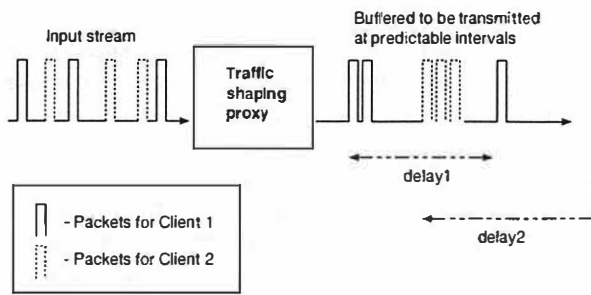 Input stream
Traffic
shaping
proxy
Buffered to be transmitted
at predictable intervals
delay1
delay2
- Packets for Client 1
- Packets for Client 2